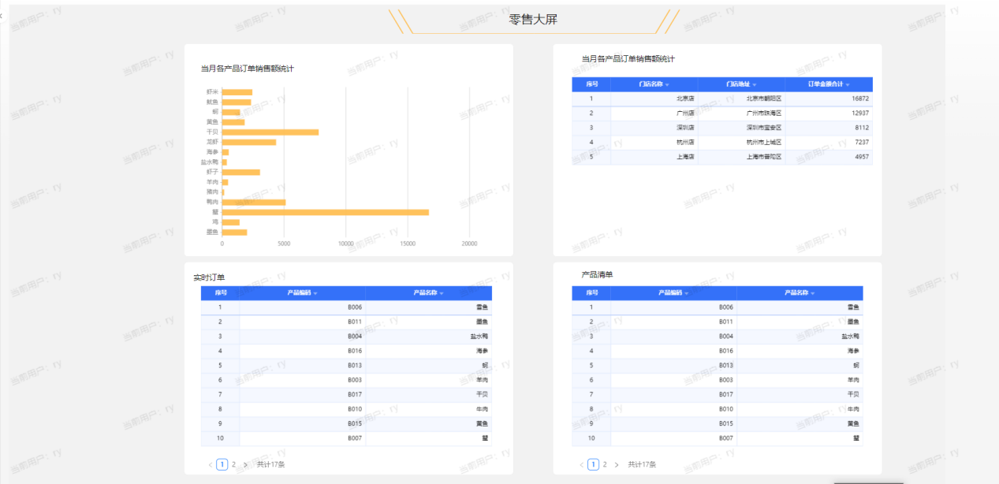 零售大屏
当月各产品订单销售额统计
虾米
鱿鱼
蚵
黄鱼
干贝
龙虾
海参
盐水鸭
虾子
羊肉
猪肉
鸭肉
蟹
鸡
墨鱼
0 5000 10000 15000 20000
当月各产品订单销售额统计
序号 门店名称 门店地址 订单金额合计
1 北京店 北京市朝阳区 16872
2 广州店 广州市珠海区 12937
3 深圳店 深圳市宝安区 8112
4 杭州店 杭州市上城区 7237
5 上海店 上海市普陀区 4957
实时订单
序号 产品编码 产品名称
1 B006 雪鱼
2 B011 墨鱼
3 B004 盐水鸭
4 B016 海参
5 B013 蚵
6 B003 羊肉
7 B017 干贝
8 B010 牛肉
9 B015 黄鱼
10 B007 蟹
< 1 2 > 共计17条
产品清单
序号 产品编码 产品名称
1 B006 雪鱼
2 B011 墨鱼
3 B004 盐水鸭
4 B016 海参
5 B013 蚵
6 B003 羊肉
7 B017 干贝
8 B010 牛肉
9 B015 黄鱼
10 B007 蟹
< 1 2 > 共计17条
当前用户：ry